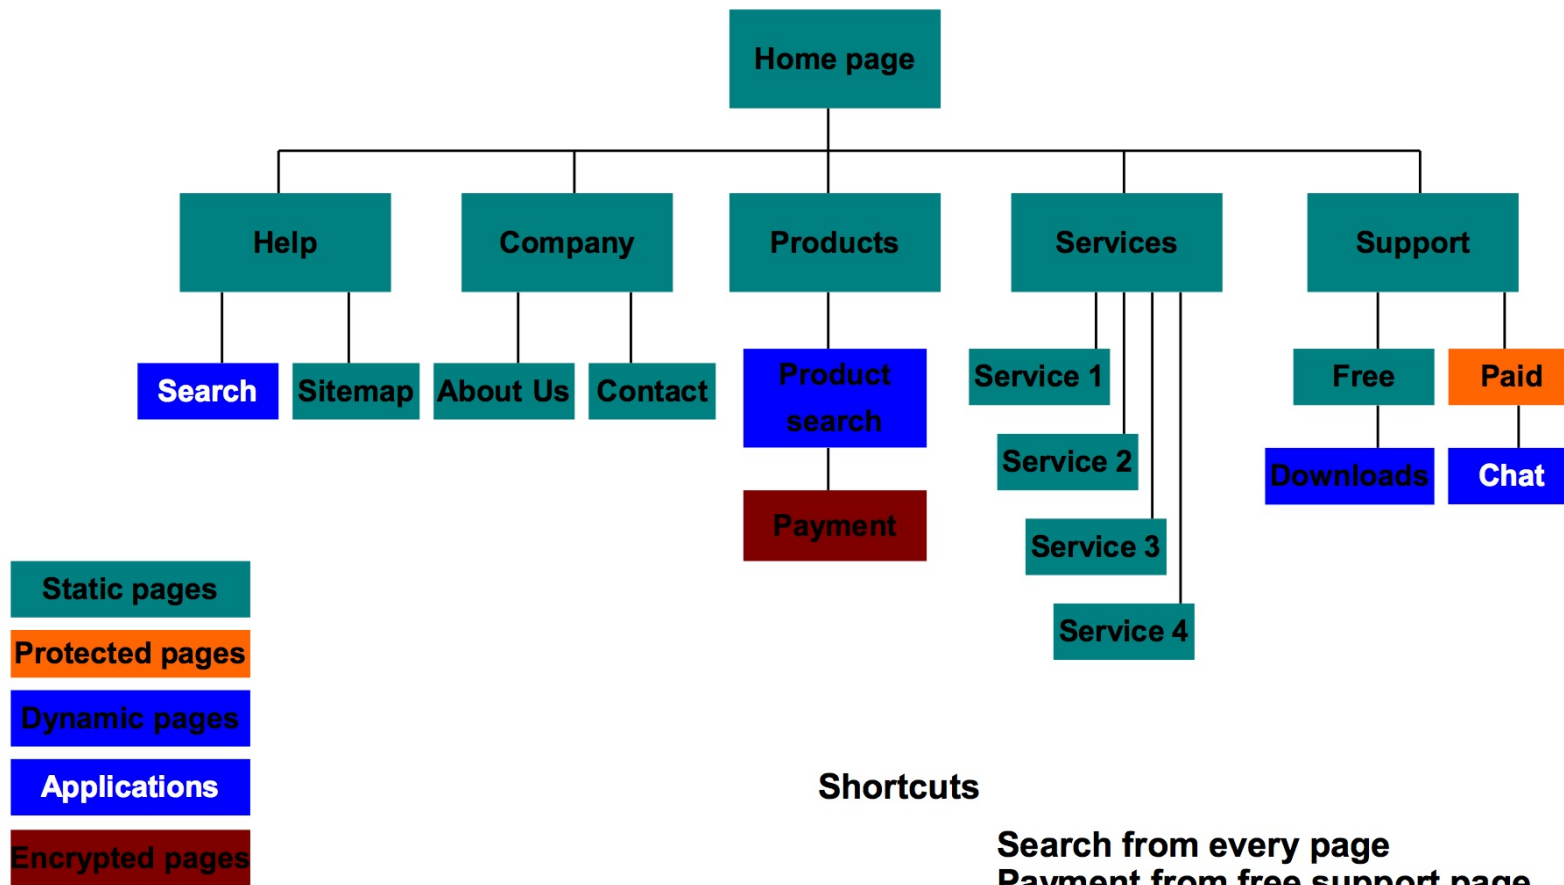 Home page
Help
Company
Products
Services
Support
Search
Sitemap
About Us
Contact
Product
search
Service 1
Free
Paid
Service 2
Downloads
Chat
Payment
Service 3
Service 4
Static pages
Protected pages
Dynamic pages
Applications
Encrypted pages
Shortcuts
Search from every page
Payment from free support page